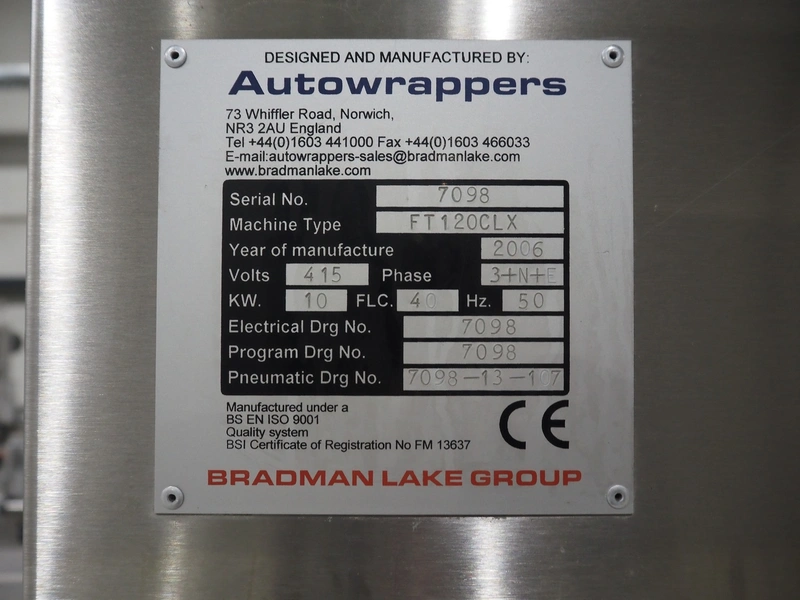 DESIGNED AND MANUFACTURED BY:
Autowrappers
73 Whiffler Road, Norwich,
NR3 2AU England
Tel +44(0)1603 441000 Fax +44(0)1603 466033
E-mail:autowrappers-sales@bradmanlake.com
www.bradmanlake.com
Serial No. 7098
Machine Type FT120CLX
Year of manufacture 2006
Volts 415 Phase 3+N+E
KW. 10 FLC. 40 Hz. 50
Electrical Drg No. 7098
Program Drg No. 7098
Pneumatic Drg No. 7098-13-107
Manufactured under a
BS EN ISO 9001
Quality system
BSI Certificate of Registration No FM 13637
CE
BRADMAN LAKE GROUP